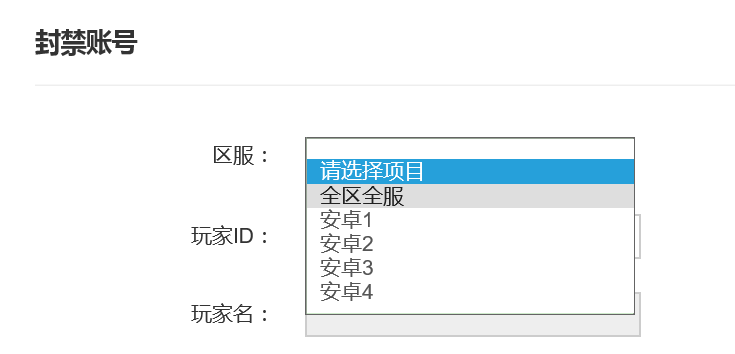 封禁账号
区服：
请选择项目
全区全服
安卓1
玩家ID：
安卓2
安卓3
安卓4
玩家名：